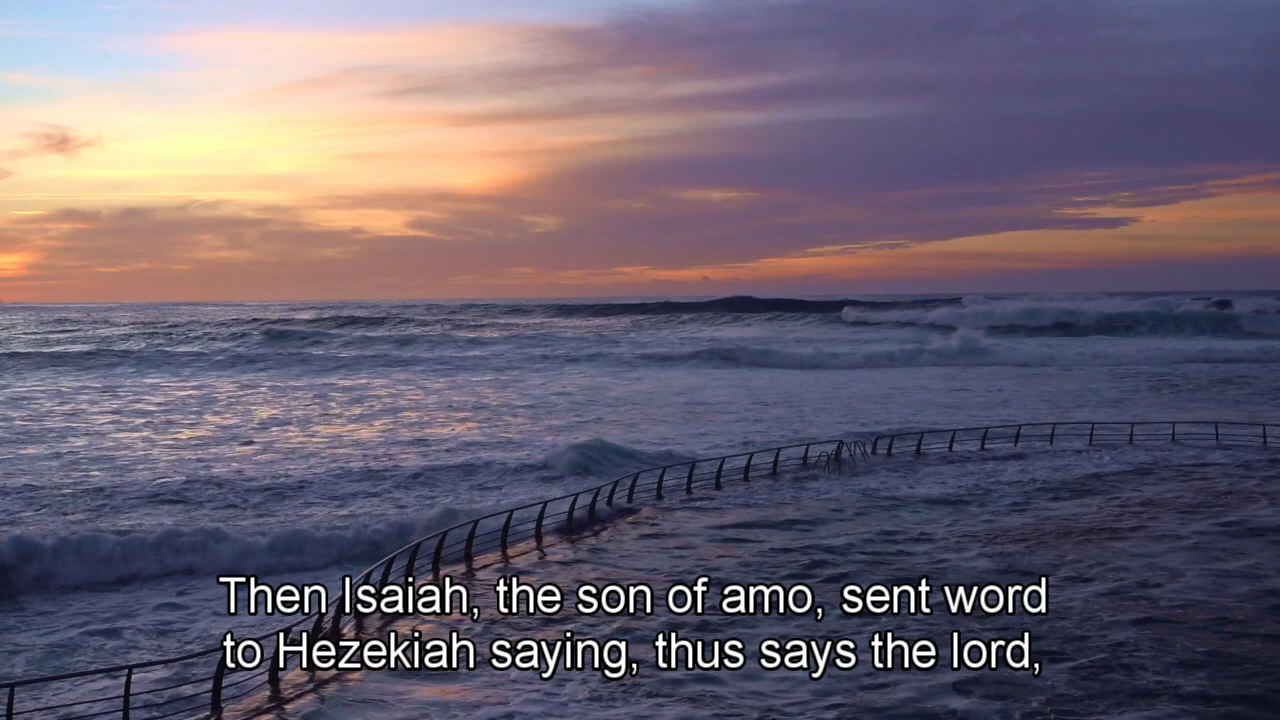 Then Isaiah, the son of amo, sent word
to Hezekiah saying, thus says the lord,